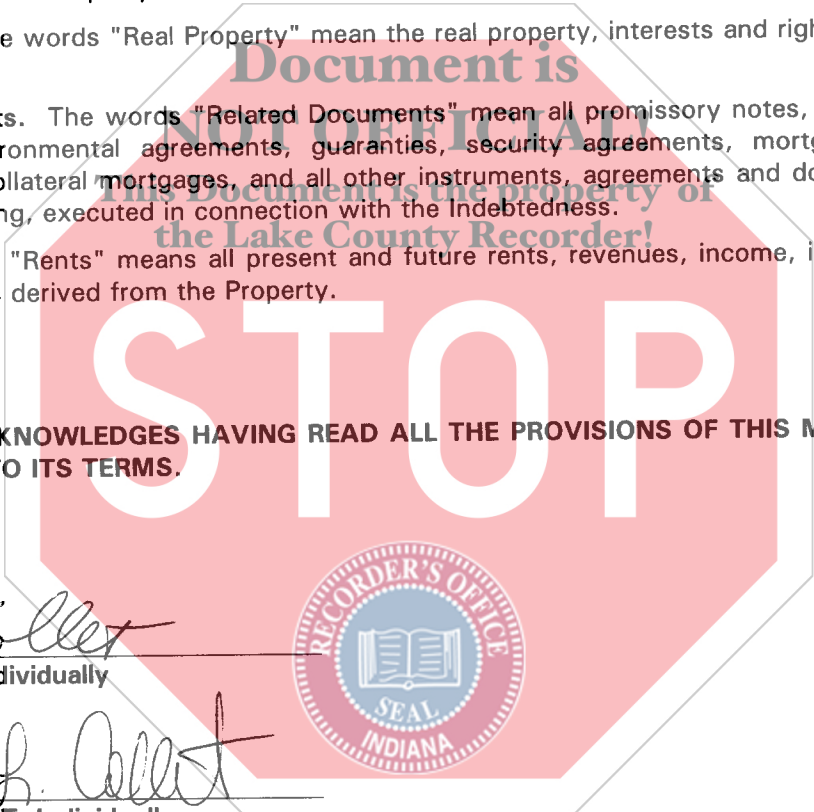 e words "Real Property" mean the real property, interests and righ
Document is
ts. The words "Related Documents" mean all promissory notes,
NOT OFFICIAL!
ronmental agreements, guaranties, security agreements, mortg
ollateral mortgages, and all other instruments, agreements and do
This Document is the property of
ng, executed in connection with the Indebtedness.
the Lake County Recorder!
"Rents" means all present and future rents, revenues, income, i
derived from the Property.
STOP
KNOWLEDGES HAVING READ ALL THE PROVISIONS OF THIS M
TO ITS TERMS.
RECORDER'S OFFICE
dividually
SEAL
INDIANA
L.